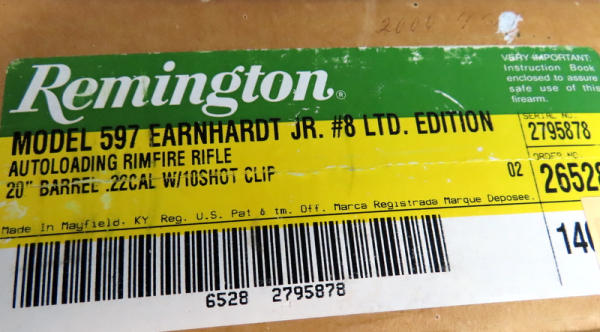 VERY IMPORTANT:
Instruction Book
enclosed to assure
safe use of this
firearm.
Remington®
MODEL 597 EARNHARDT JR. #8 LTD. EDITION
AUTOLOADING RIMFIRE RIFLE
20" BARREL .22CAL W/10SHOT CLIP
02
SERIAL NO.
2795878
ORDER NO.
26528
Made In Mayfield, KY Reg. U.S. Pat & tm. Off. Marca Registrada Marque Deposee.
6528 2795878